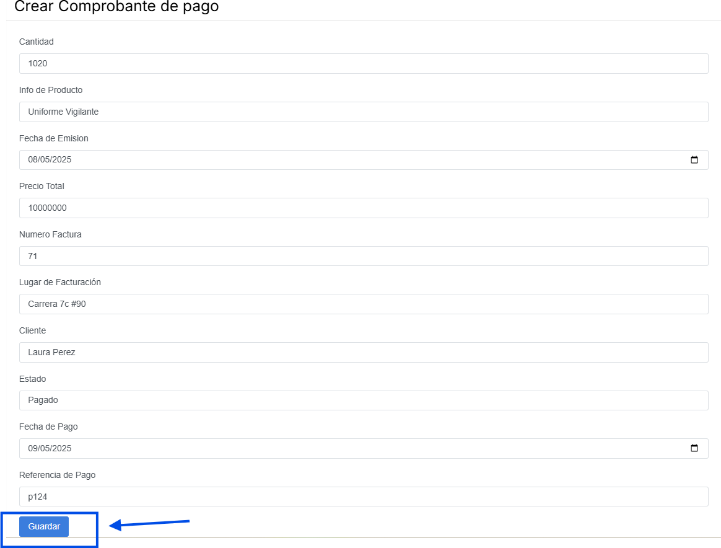 Crear Comprobante de pago
Cantidad
1020
Info de Producto
Uniforme Vigilante
Fecha de Emision
08/05/2025
Precio Total
10000000
Numero Factura
71
Lugar de Facturación
Carrera 7c #90
Cliente
Laura Perez
Estado
Pagado
Fecha de Pago
09/05/2025
Referencia de Pago
p124
Guardar